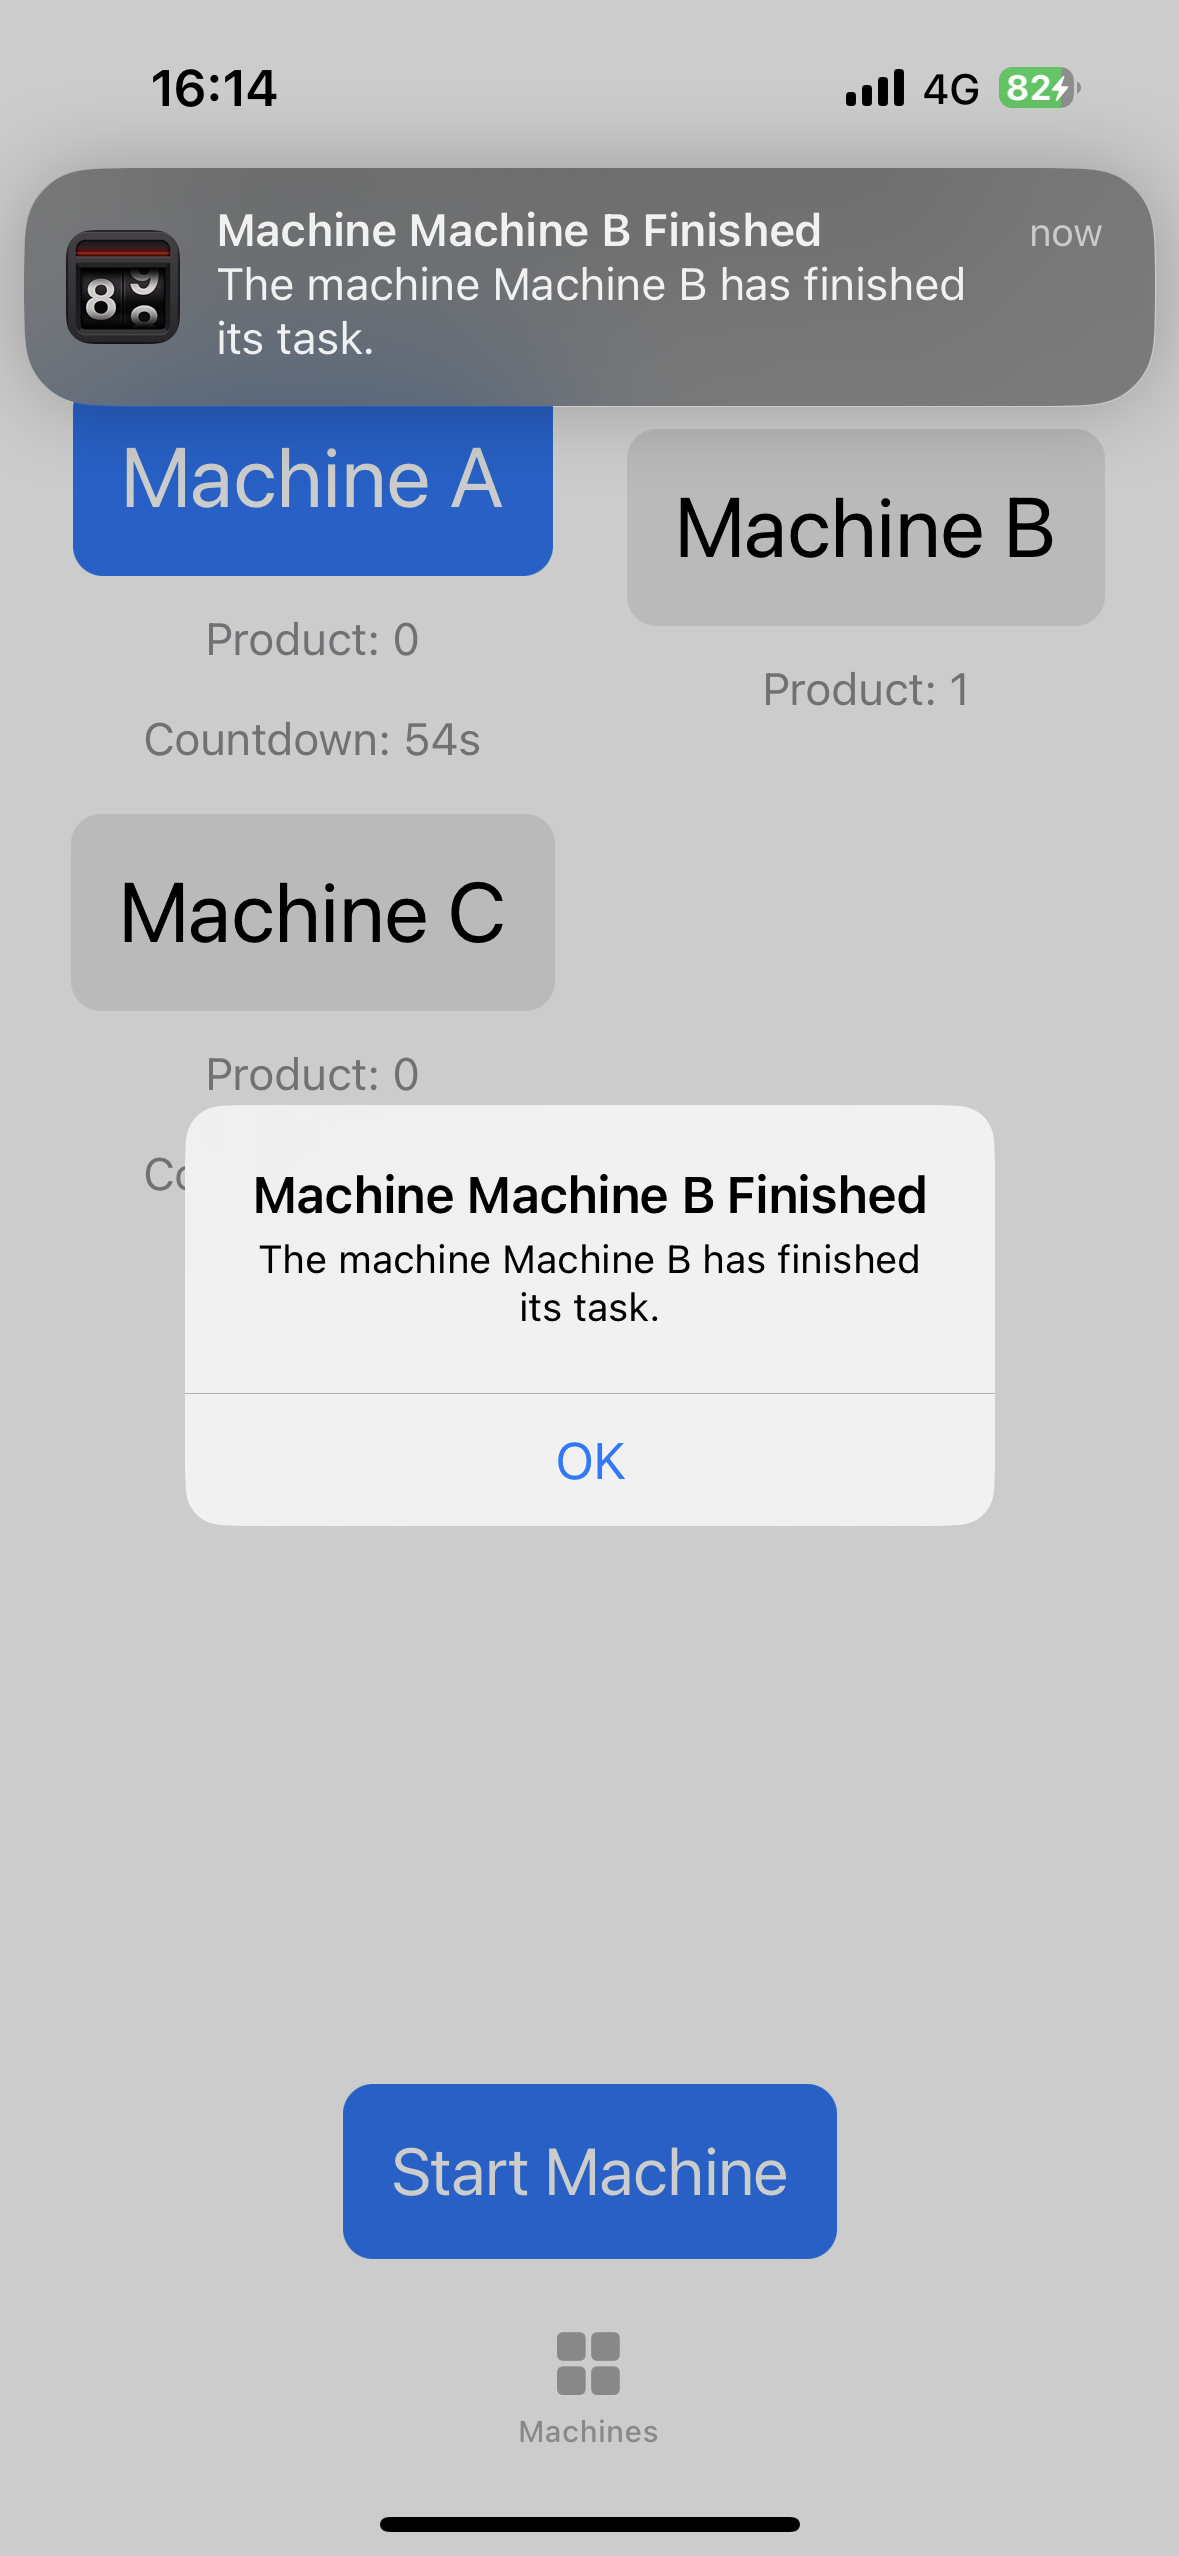 16:14
4G 82
Machine Machine B Finished
now
The machine Machine B has finished
its task.
Machine A
Machine B
Product: 0
Product: 1
Countdown: 54s
Machine C
Product: 0
Machine Machine B Finished
The machine Machine B has finished
its task.
OK
Start Machine
Machines